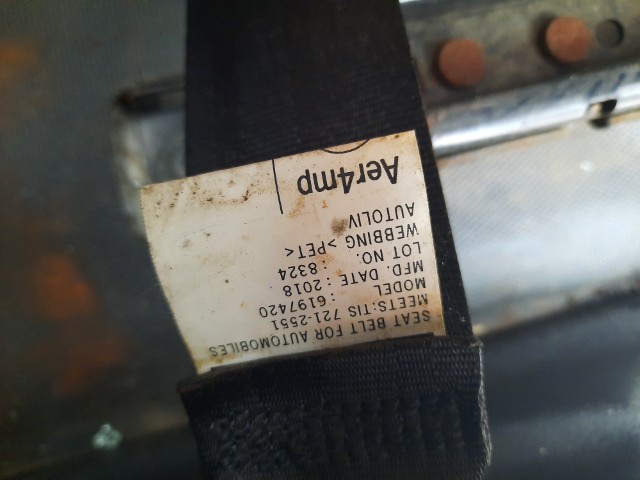 SEAT BELT FOR AUTOMOBILES
MEETS:TIS 721-2551
MODEL : 6197420
MFD. DATE : 2018
LOT NO. : 8324
WEBBING >PET<
AUTOLIV
Aer4mp